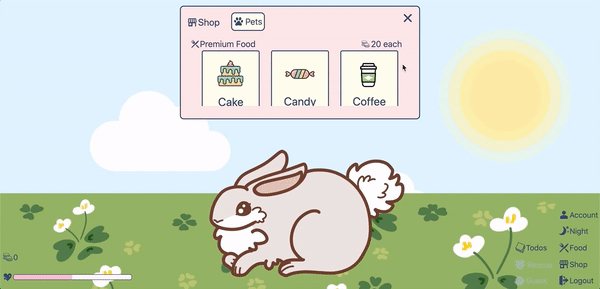 Shop
Pets
Premium Food
20 each
Cake
Candy
Coffee
Account
Night
Todos
Food
Shop
Logout
0